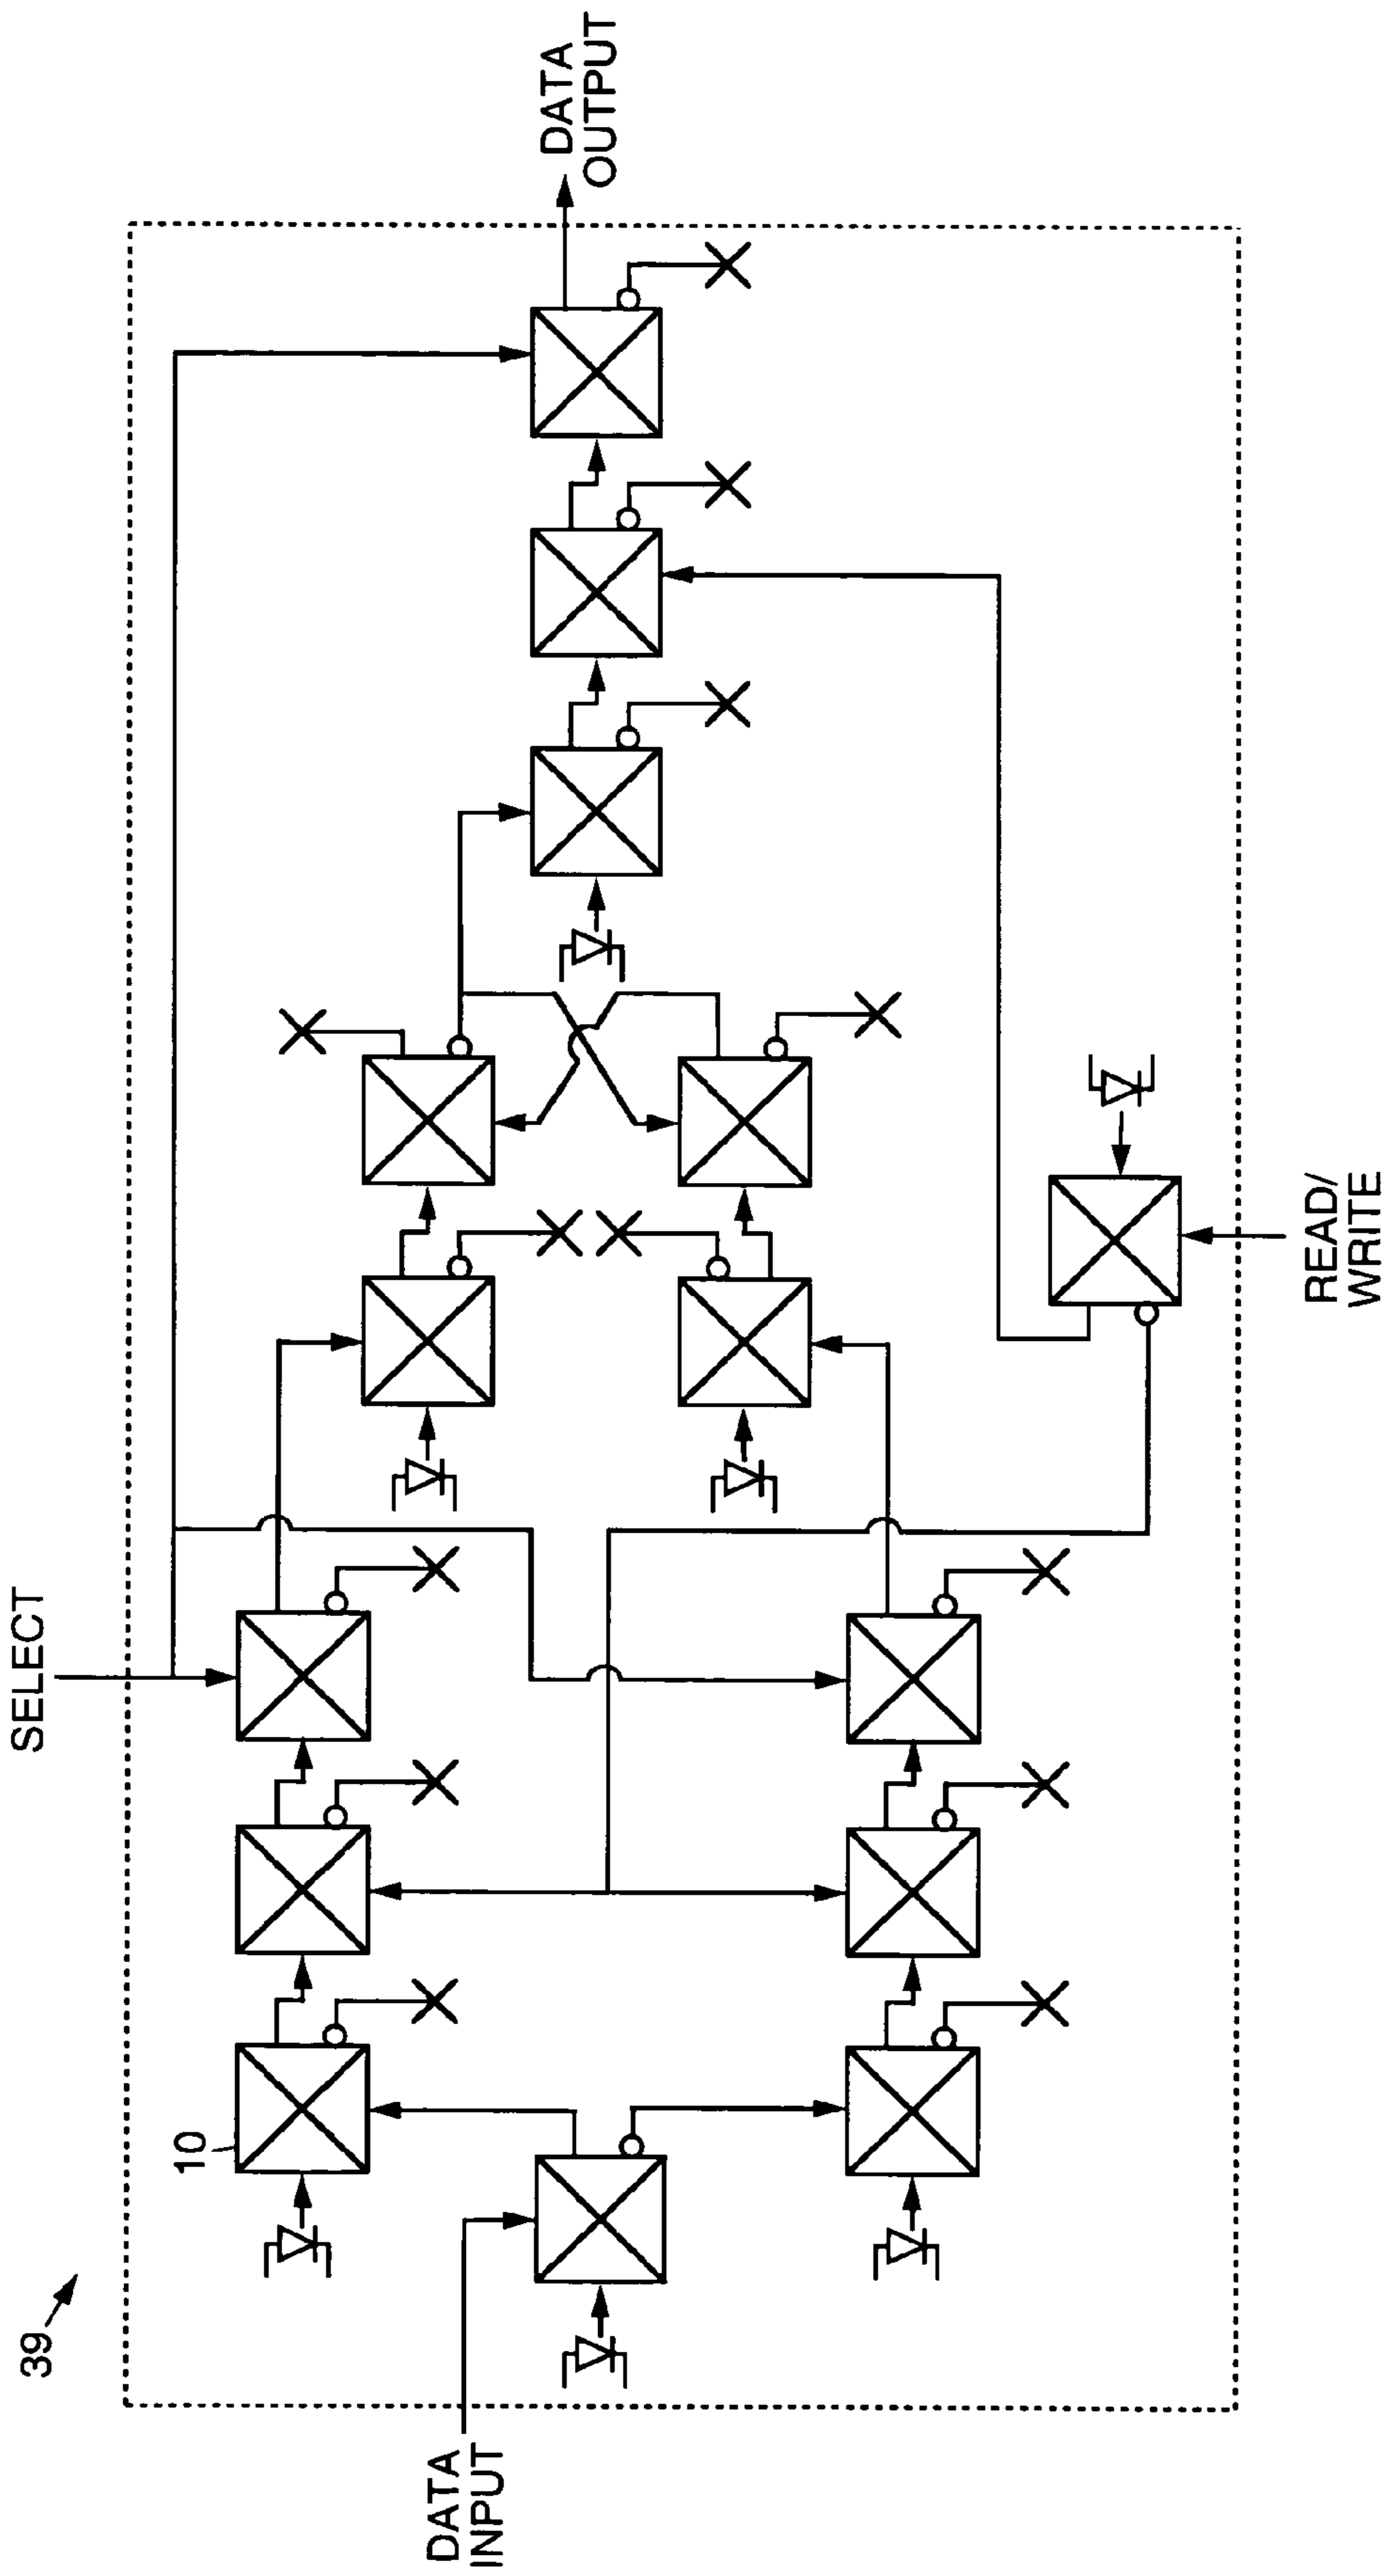 39
10
SELECT
DATA
INPUT
DATA
OUTPUT
READ/
WRITE